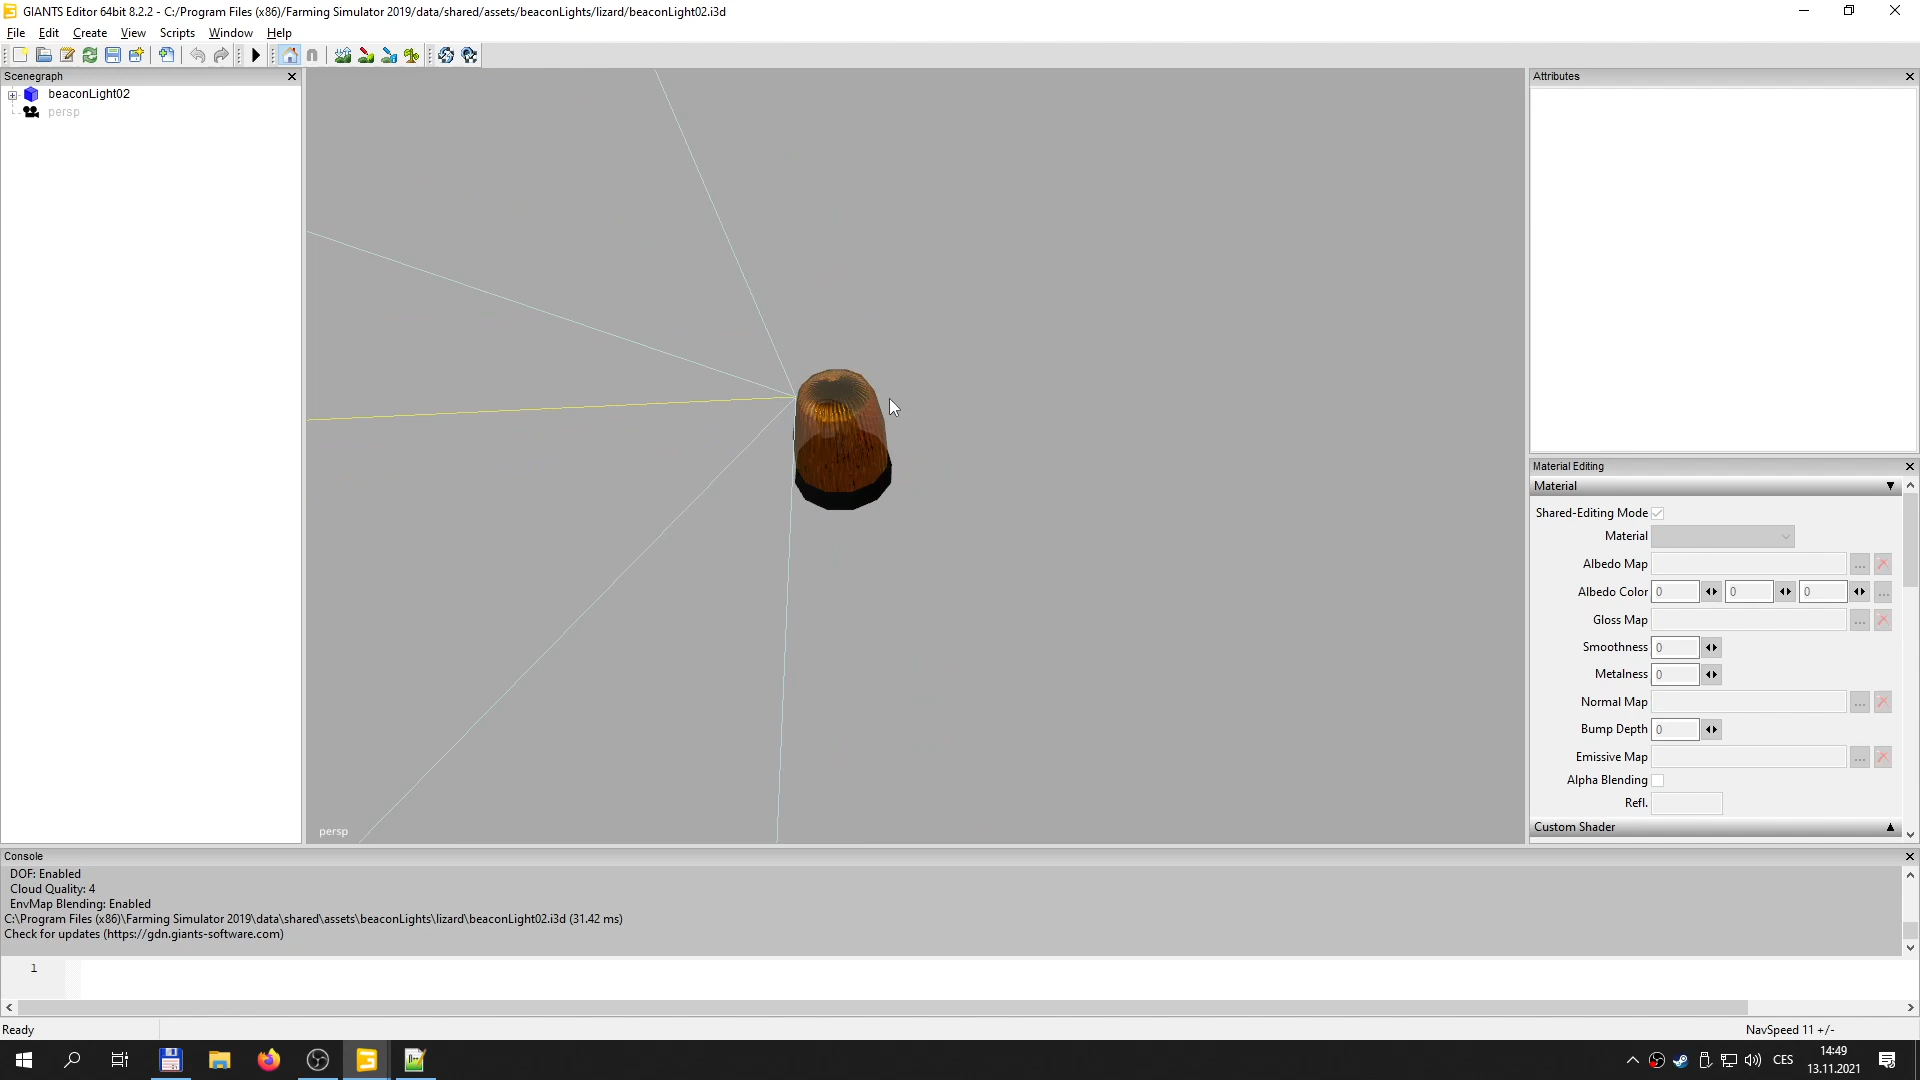 GIANTS Editor 64bit 8.2.2 - C:/Program Files (x86)/Farming Simulator 2019/data/shared/assets/beaconLights/lizard/beaconLight02.i3d
File Edit Create View Scripts Window Help
Scenegraph
beaconLight02
persp
persp
Attributes
Material Editing
Material
Shared-Editing Mode
Material
Albedo Map ...
Albedo Color 0 0 0 ...
Gloss Map ...
Smoothness 0
Metalness 0
Normal Map ...
Bump Depth 0
Emissive Map ...
Alpha Blending
Refl.
Custom Shader
Console
DOF: Enabled
Cloud Quality: 4
EnvMap Blending: Enabled
C:\Program Files (x86)\Farming Simulator 2019\data\shared\assets\beaconLights\lizard\beaconLight02.i3d (31.42 ms)
Check for updates (https://gdn.giants-software.com)
1
Ready
NavSpeed 11 +/-
CES
14:49
13.11.2021